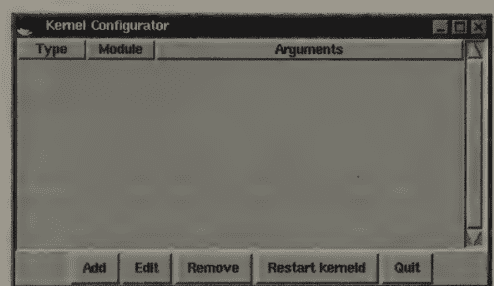 Kernel Configurator
Type Module Arguments
Add Edit Remove Restart kerneld Quit